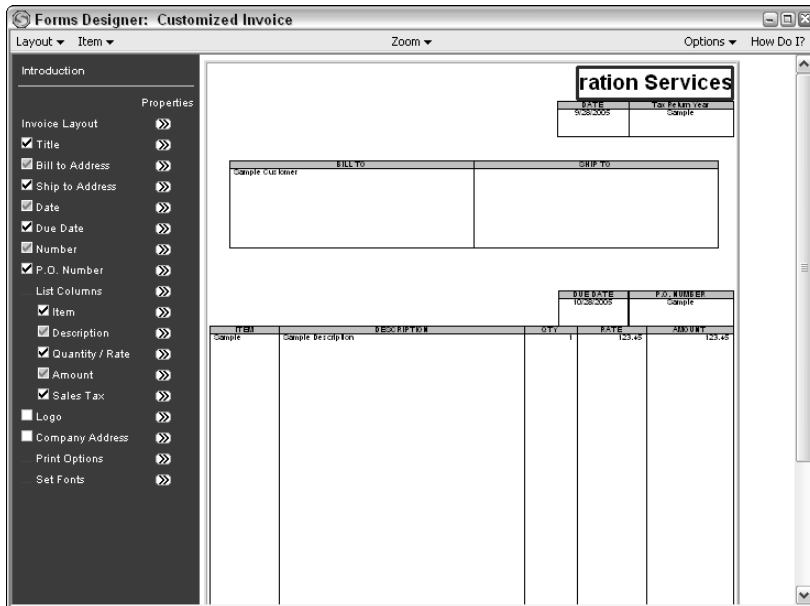 Forms Designer: Customized Invoice
Layout Item Zoom Options How Do I?
Introduction
Properties
Invoice Layout
Title
Bill to Address
Ship to Address
Date
Due Date
Number
P.O. Number
List Columns
Item
Description
Quantity / Rate
Amount
Sales Tax
Logo
Company Address
Print Options
Set Fonts
ration Services
DATE Tax Return Year
9/28/2005 Sample
BILL TO SHIP TO
Sample Customer
DUE DATE P.O. NUMBER
10/28/2005 Sample
ITEM DESCRIPTION QTY RATE AMOUNT
Sample Sample Description 1 123.45 123.45